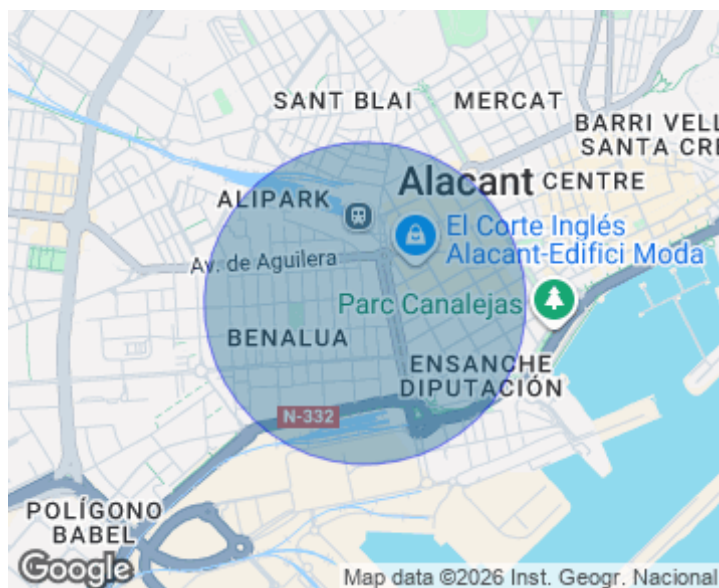 SANT BLAI
MERCAT
BARRI VELL
SANTA CRE
Alacant
CENTRE
ALIPARK
El Corte Inglés
Alacant-Edifici Moda
Av. de Aguilera
Parc Canalejas
BENALUA
ENSANCHE
DIPUTACIÓN
N-332
POLÍGONO
BABEL
Google
Map data ©2026 Inst. Geogr. Nacional